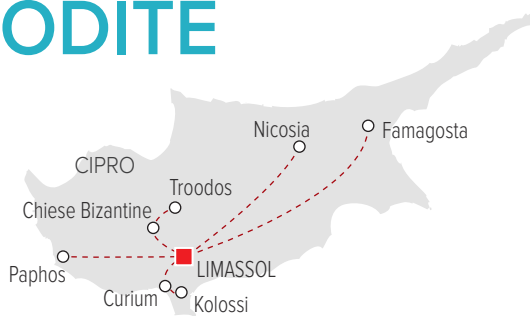 ODITE
Nicosia
Famagosta
CIPRO
Troodos
Chiese Bizantine
LIMASSOL
Paphos
Curium
Kolossi